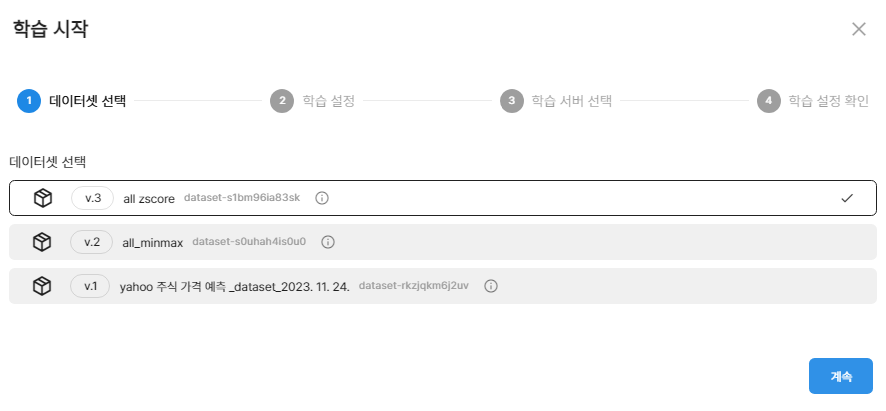 학습 시작
1 데이터셋 선택 2 학습 설정 3 학습 서버 선택 4 학습 설정 확인
데이터셋 선택
v.3 all zscore dataset-s1bm96ia83sk
v.2 all_minmax dataset-s0uhah4is0u0
v.1 yahoo 주식 가격 예측 _dataset_2023. 11. 24. dataset-rkzjqkm6j2uv
계속